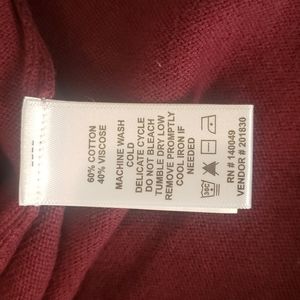 60% COTTON
40% VISCOSE
MACHINE WASH
COLD
DELICATE CYCLE
DO NOT BLEACH
TUMBLE DRY LOW
REMOVE PROMPTLY
COOL IRON IF
NEEDED
30C
RN # 140049
VENDOR # 201830